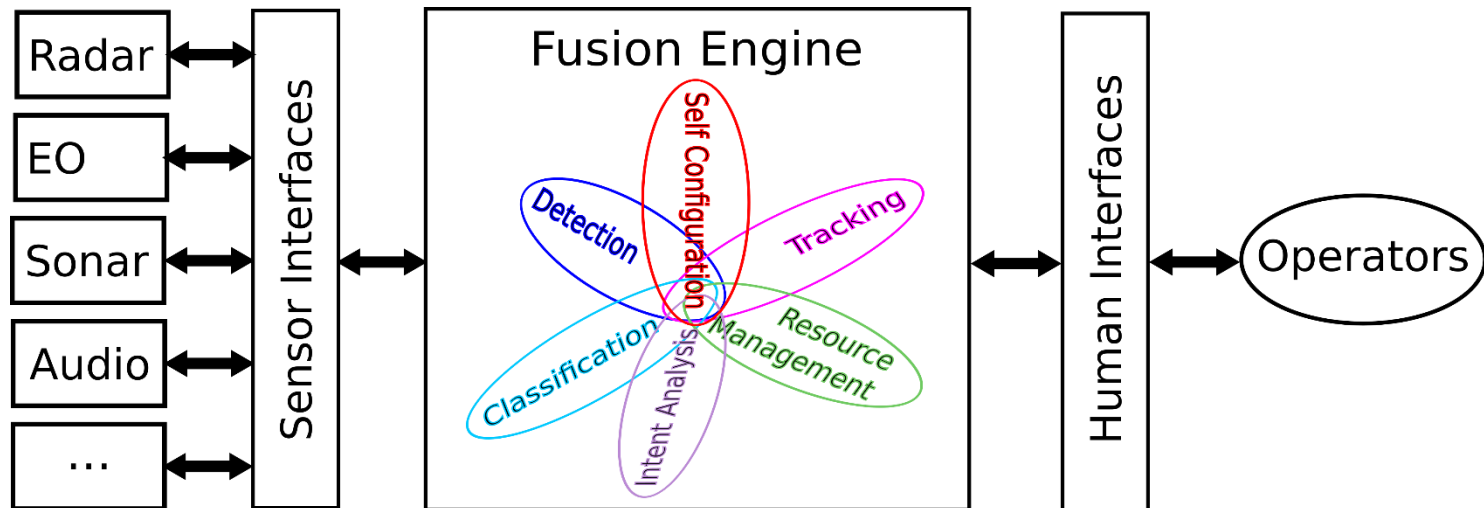 Radar
EO
Sonar
Audio
...
Sensor Interfaces
Fusion Engine
Self Configuration
Detection
Tracking
Classification
Intent Analysis
Resource
Management
Human Interfaces
Operators